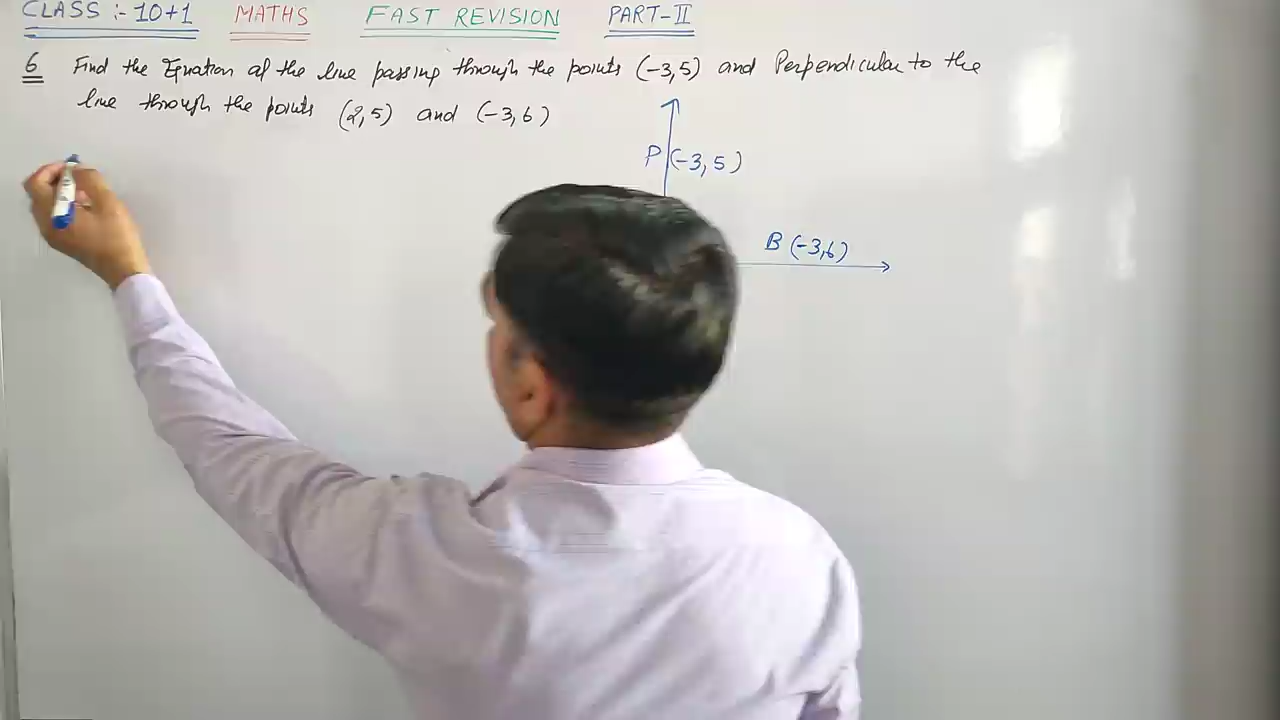 CLASS :- 10+1 MATHS FAST REVISION PART-II
6 Find the Equation of the line passing through the points (-3,5) and Perpendicular to the
line through the points (2,5) and (-3,6)
P (-3,5)
B (-3,6)